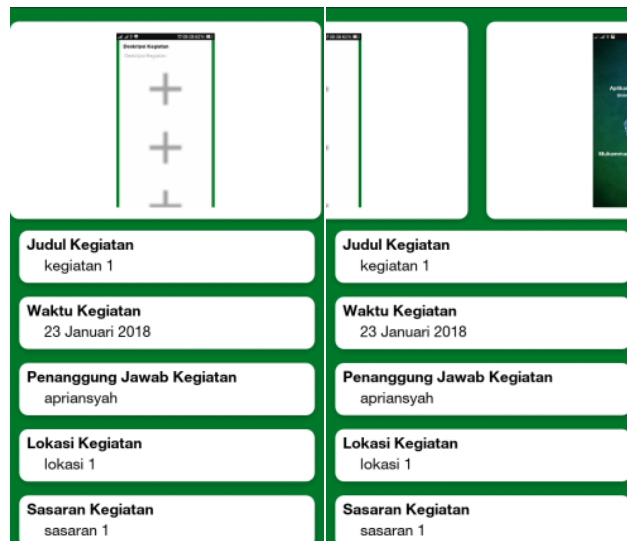 Deskripsi Kegiatan
Deskripsi Kegiatan
Judul Kegiatan
kegiatan 1
Waktu Kegiatan
23 Januari 2018
Penanggung Jawab Kegiatan
apriansyah
Lokasi Kegiatan
lokasi 1
Sasaran Kegiatan
sasaran 1
Judul Kegiatan
kegiatan 1
Waktu Kegiatan
23 Januari 2018
Penanggung Jawab Kegiatan
apriansyah
Lokasi Kegiatan
lokasi 1
Sasaran Kegiatan
sasaran 1